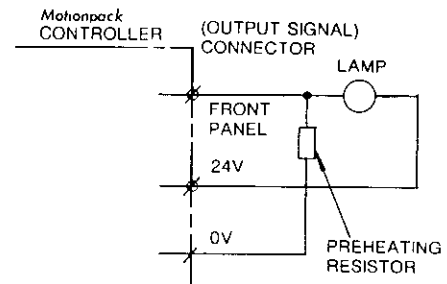 Motionpack
CONTROLLER
(OUTPUT SIGNAL)
CONNECTOR
LAMP
FRONT
PANEL
24V
0V
PREHEATING
RESISTOR